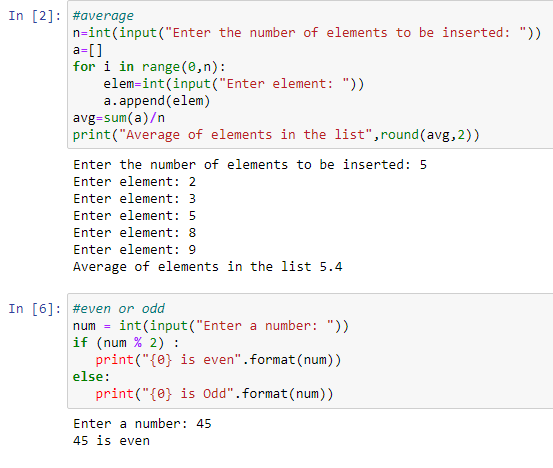 In [2]: #average
n=int(input("Enter the number of elements to be inserted: "))
a=[]
for i in range(0,n):
    elem=int(input("Enter element: "))
    a.append(elem)
avg=sum(a)/n
print("Average of elements in the list",round(avg,2))
Enter the number of elements to be inserted: 5
Enter element: 2
Enter element: 3
Enter element: 5
Enter element: 8
Enter element: 9
Average of elements in the list 5.4
In [6]: #even or odd
num = int(input("Enter a number: "))
if (num % 2) :
   print("{0} is even".format(num))
else:
   print("{0} is Odd".format(num))
Enter a number: 45
45 is even